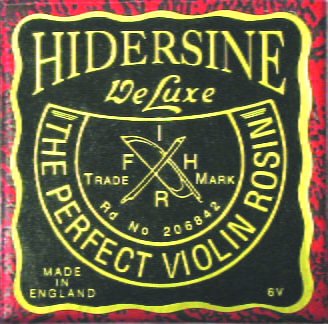 HIDERSINE
DeLuxe
I
F H
TRADE MARK
R
Rd No 206842
THE PERFECT VIOLIN ROSIN
MADE
IN
ENGLAND
6V